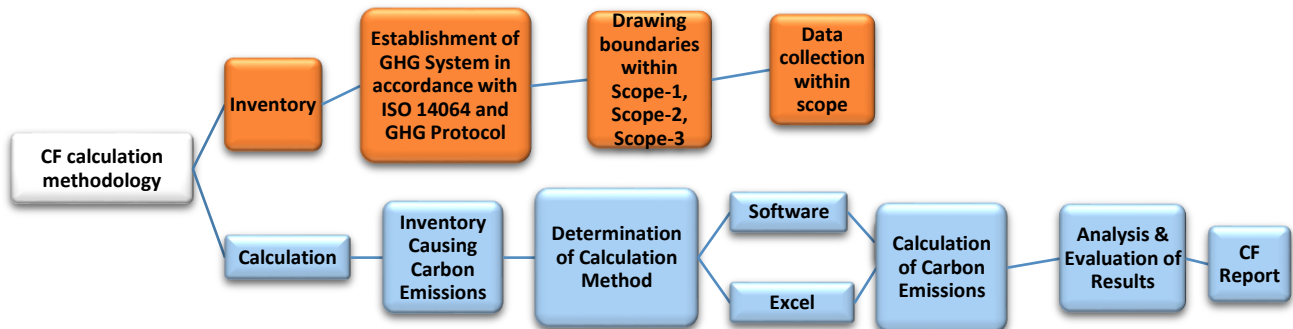 CF calculation
methodology
Inventory
Establishment of
GHG System in
accordance with
ISO 14064 and
GHG Protocol
Drawing
boundaries
within
Scope-1,
Scope-2,
Scope-3
Data
collection
within
scope
Calculation
Inventory
Causing
Carbon
Emissions
Determination
of Calculation
Method
Software
Excel
Calculation
of Carbon
Emissions
Analysis &
Evaluation of
Results
CF
Report